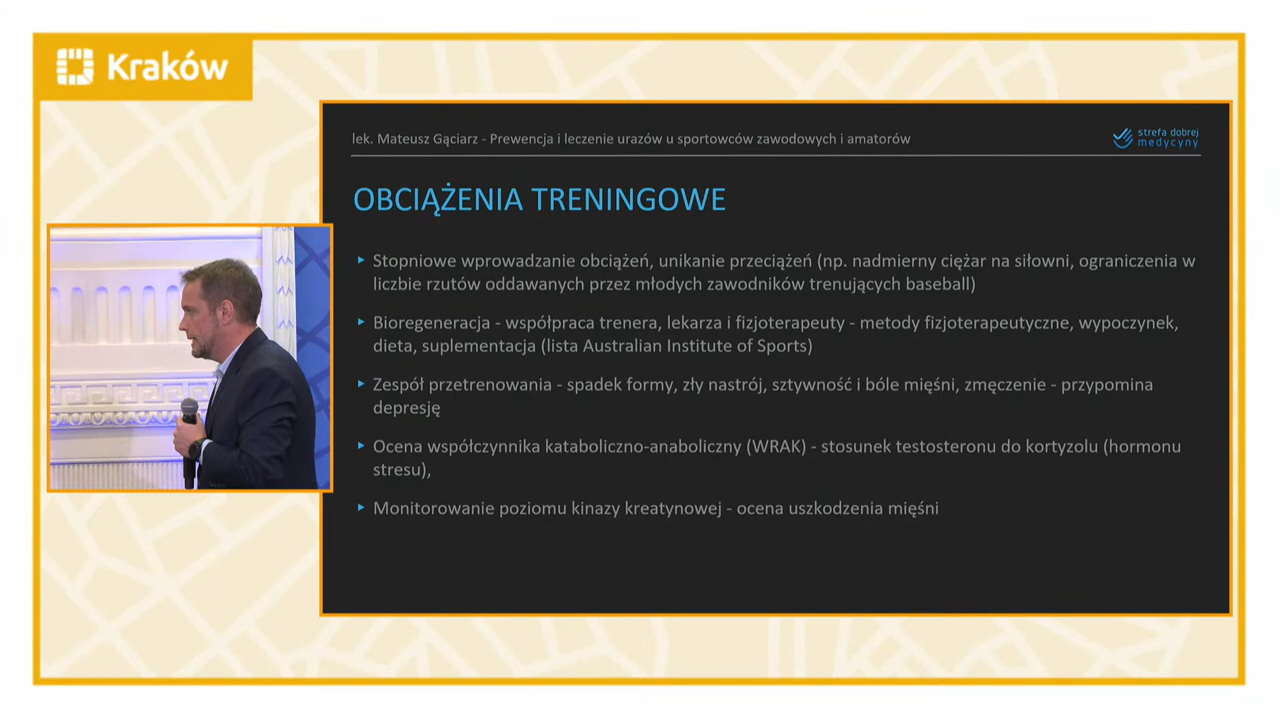 Kraków
lek. Mateusz Gąciarz - Prewencja i leczenie urazów u sportowców zawodowych i amatorów
strefa dobrej
medycyny
OBCIĄŻENIA TRENINGOWE
Stopniowe wprowadzanie obciążeń, unikanie przeciążeń (np. nadmierny ciężar na siłowni, ograniczenia w
liczbie rzutów oddawanych przez młodych zawodników trenujących baseball)
Bioregeneracja - współpraca trenera, lekarza i fizjoterapeuty - metody fizjoterapeutyczne, wypoczynek,
dieta, suplementacja (lista Australian Institute of Sports)
Zespół przetrenowania - spadek formy, zły nastrój, sztywność i bóle mięśni, zmęczenie - przypomina
depresję
Ocena współczynnika kataboliczno-anaboliczny (WRAK) - stosunek testosteronu do kortyzolu (hormonu
stresu),
Monitorowanie poziomu kinazy kreatynowej - ocena uszkodzenia mięśni